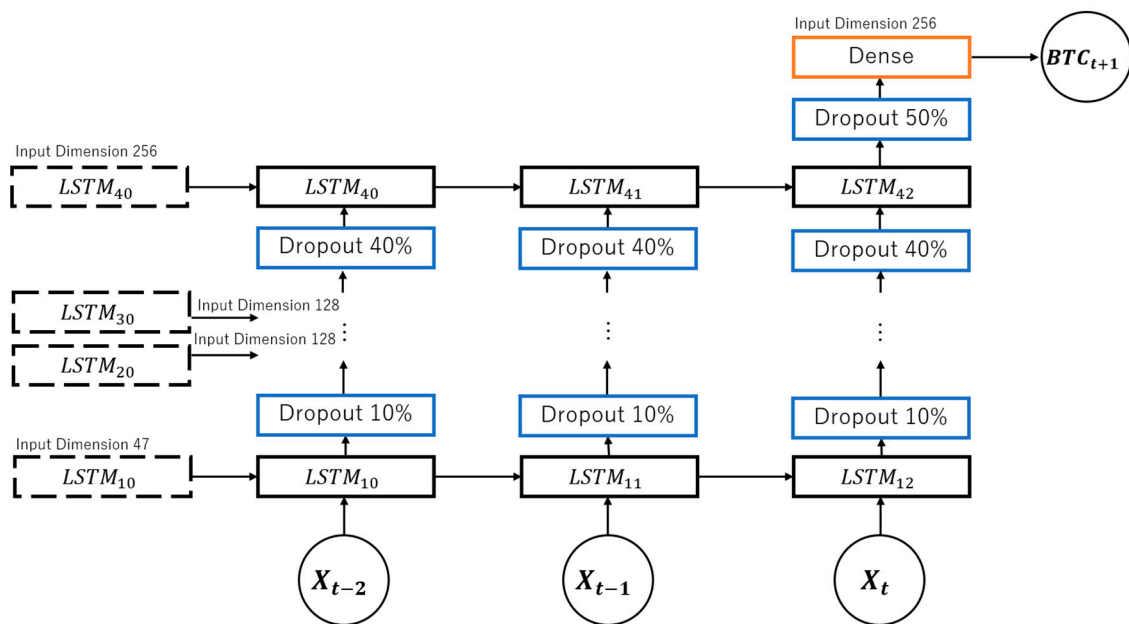 Input Dimension 256
Dense
BTC_{t+1}
Dropout 50%
Input Dimension 256
LSTM_{40}
LSTM_{40}
LSTM_{41}
LSTM_{42}
Dropout 40%
Dropout 40%
Dropout 40%
LSTM_{30}
Input Dimension 128
LSTM_{20}
Input Dimension 128
...
...
...
Dropout 10%
Dropout 10%
Dropout 10%
Input Dimension 47
LSTM_{10}
LSTM_{10}
LSTM_{11}
LSTM_{12}
X_{t-2}
X_{t-1}
X_t